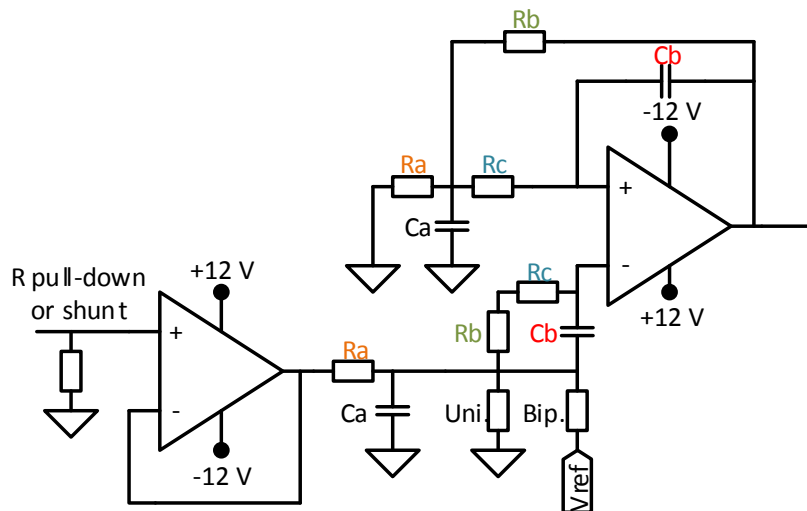 Rb
Cb
-12 V
Ra
Rc
+
Ca
-
+12 V
R pull-down
or shunt
+12 V
+
-
-12 V
Ra
Ca
Rc
Rb
Cb
Uni.
Bip.
Vref